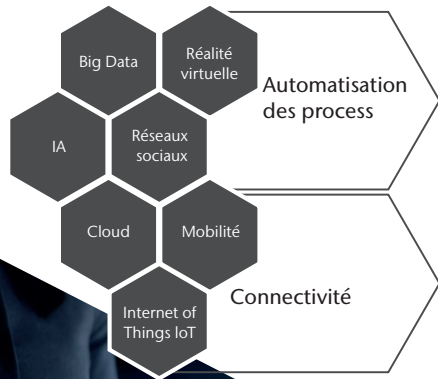 Big Data
Réalité
virtuelle
Automatisation
des process
IA
Réseaux
sociaux
Cloud
Mobilité
Connectivité
Internet of
Things IoT